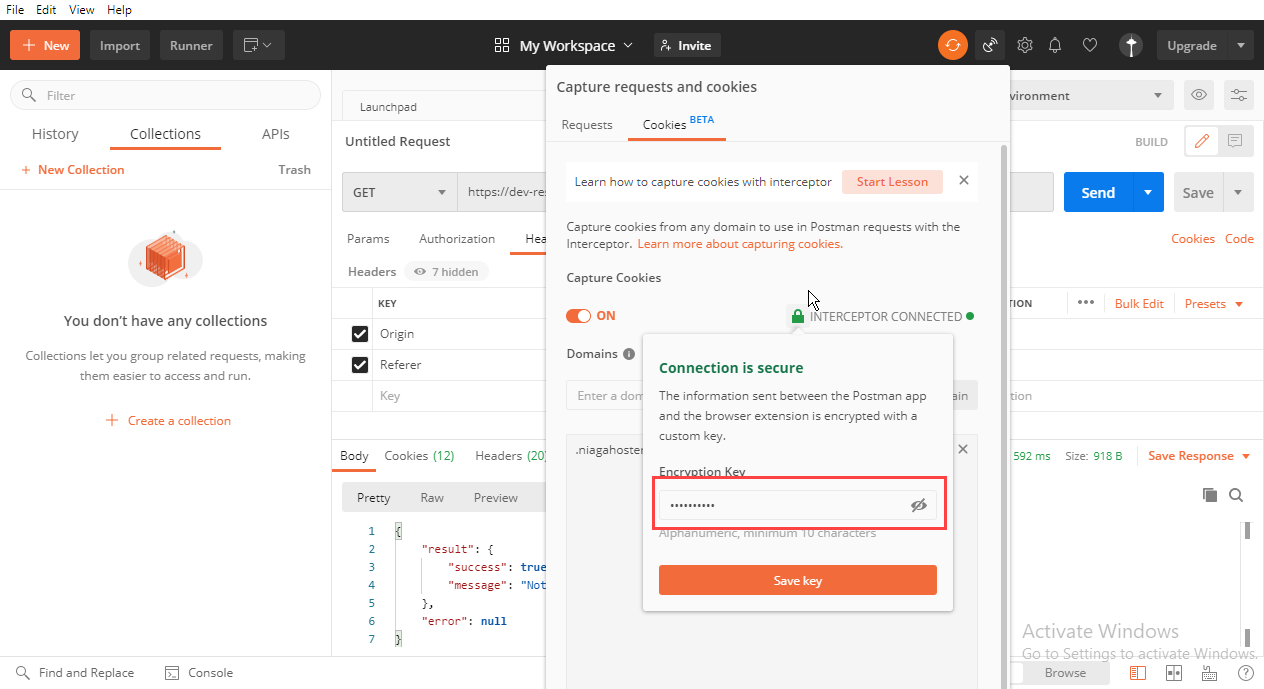 File Edit View Help
New Import Runner My Workspace Invite Upgrade
Filter
History Collections APIs
New Collection Trash
You don't have any collections
Collections let you group related requests, making
them easier to access and run.
Create a collection
Launchpad
Untitled Request BUILD
GET https://dev-res Send Save
Params Authorization Hea Cookies Code
Headers 7 hidden
KEY TION Bulk Edit Presets
Origin
Referer
Key tion
vironment
Capture requests and cookies
Requests Cookies BETA
Learn how to capture cookies with interceptor Start Lesson
Capture cookies from any domain to use in Postman requests with the
Interceptor. Learn more about capturing cookies.
Capture Cookies
ON INTERCEPTOR CONNECTED
Domains
Enter a dom ain
.niagahoster
Connection is secure
The information sent between the Postman app
and the browser extension is encrypted with a
custom key.
Encryption Key
••••••••••
Alphanumeric, minimum 10 characters
Save key
Body Cookies (12) Headers (20) 592 ms Size: 918 B Save Response
Pretty Raw Preview
1 {
2 "result": {
3 "success": true
4 "message": "Not
5 },
6 "error": null
7 }
Activate Windows
Go to Settings to activate Windows.
Find and Replace Console Browse